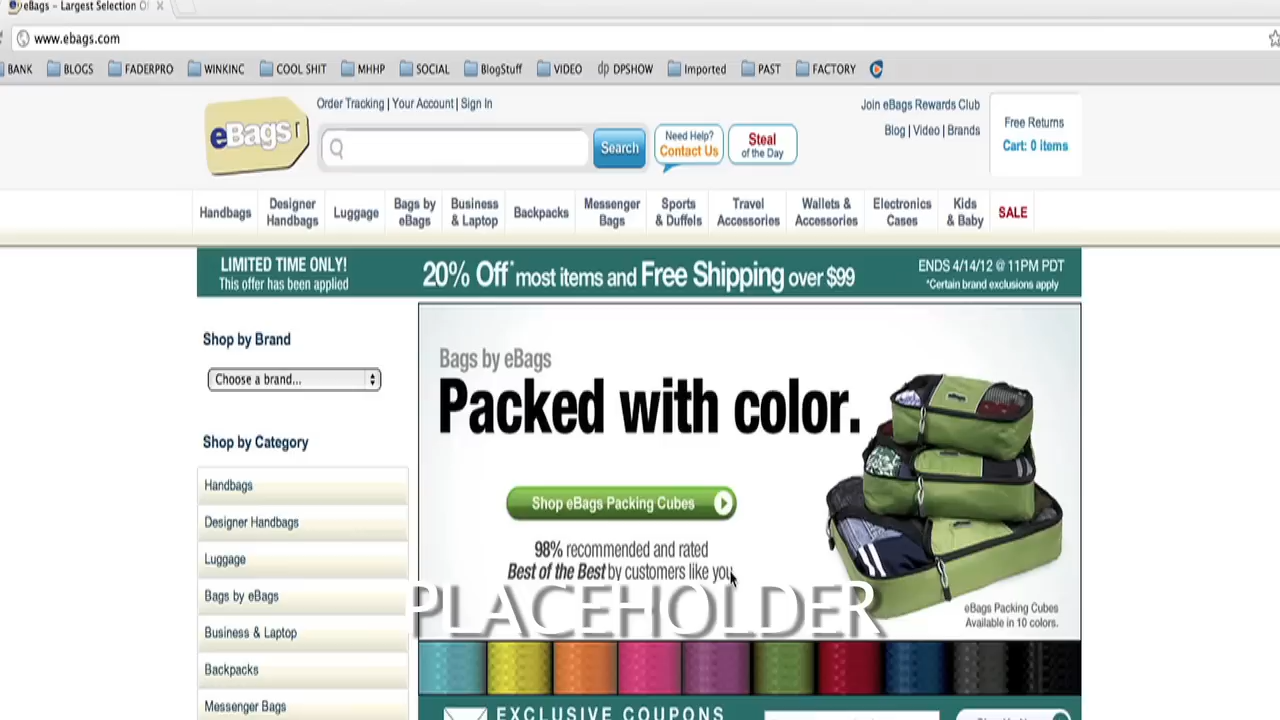 eBags - Largest Selection O
www.ebags.com
BANK BLOGS FADERPRO WINKINC COOL SHIT MHHP SOCIAL BlogStuff VIDEO dp DPSHOW Imported PAST FACTORY
Order Tracking | Your Account | Sign In
Join eBags Rewards Club
Blog | Video | Brands
Free Returns
Cart: 0 items
eBags
Search
Need Help?
Contact Us
Steal
of the Day
Handbags
Designer
Handbags
Luggage
Bags by
eBags
Business
& Laptop
Backpacks
Messenger
Bags
Sports
& Duffels
Travel
Accessories
Wallets &
Accessories
Electronics
Cases
Kids
& Baby
SALE
LIMITED TIME ONLY!
This offer has been applied
20% Off* most items and Free Shipping over $99
ENDS 4/14/12 @ 11PM PDT
*Certain brand exclusions apply
Shop by Brand
Choose a brand...
Shop by Category
Handbags
Designer Handbags
Luggage
Bags by eBags
Business & Laptop
Backpacks
Messenger Bags
Bags by eBags
Packed with color.
Shop eBags Packing Cubes
98% recommended and rated
Best of the Best by customers like you
PLACEHOLDER
eBags Packing Cubes
Available in 10 colors.
EXCLUSIVE COUPONS